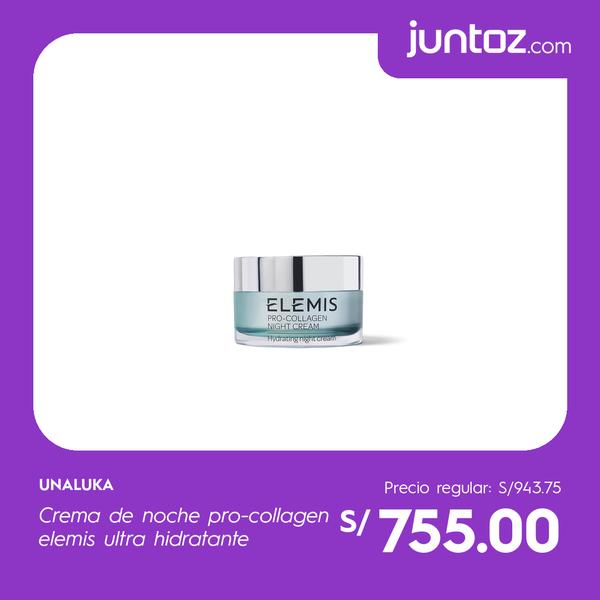 juntoz.com
ELEMIS
PRO-COLLAGEN
NIGHT CREAM
Hydrating night cream
UNALUKA
Crema de noche pro-collagen
elemis ultra hidratante
Precio regular: S/943.75
S/ 755.00